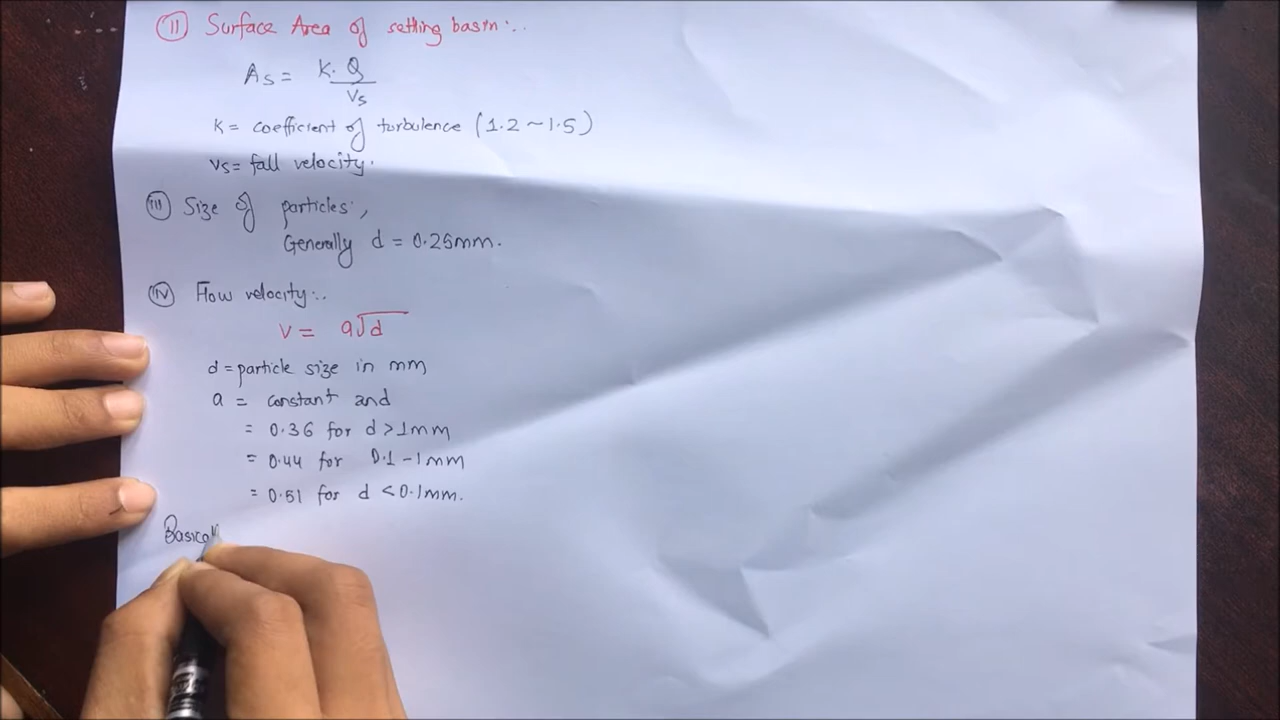 (II) Surface Area of settling basin:..
As = K. Q / Vs
K = coefficient of turbulence (1.2 ~ 1.5)
Vs = fall velocity.
(III) Size of particles,
Generally d = 0.25mm.
(IV) Flow velocity:..
V = a√d
d = particle size in mm
a = constant and
= 0.36 for d > 1mm
= 0.44 for 0.1 - 1mm
= 0.51 for d < 0.1mm.